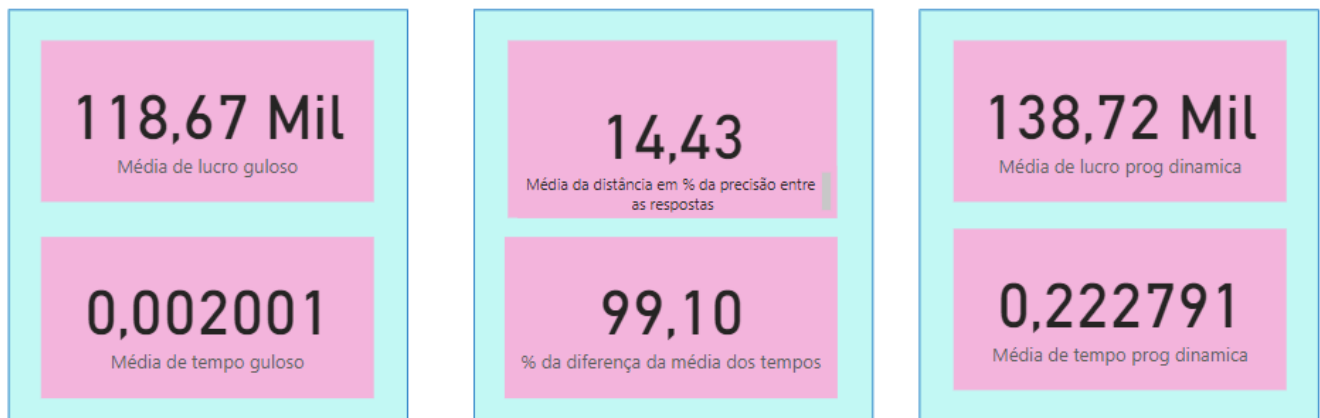 118,67 Mil
Média de lucro guloso
0,002001
Média de tempo guloso
14,43
Média da distância em % da precisão entre
as respostas
99,10
% da diferença da média dos tempos
138,72 Mil
Média de lucro prog dinamica
0,222791
Média de tempo prog dinamica